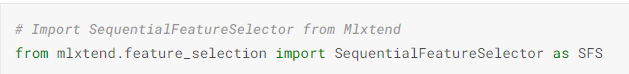 # Import SequentialFeatureSelector from Mlxtend
from mlxtend.feature_selection import SequentialFeatureSelector as SFS